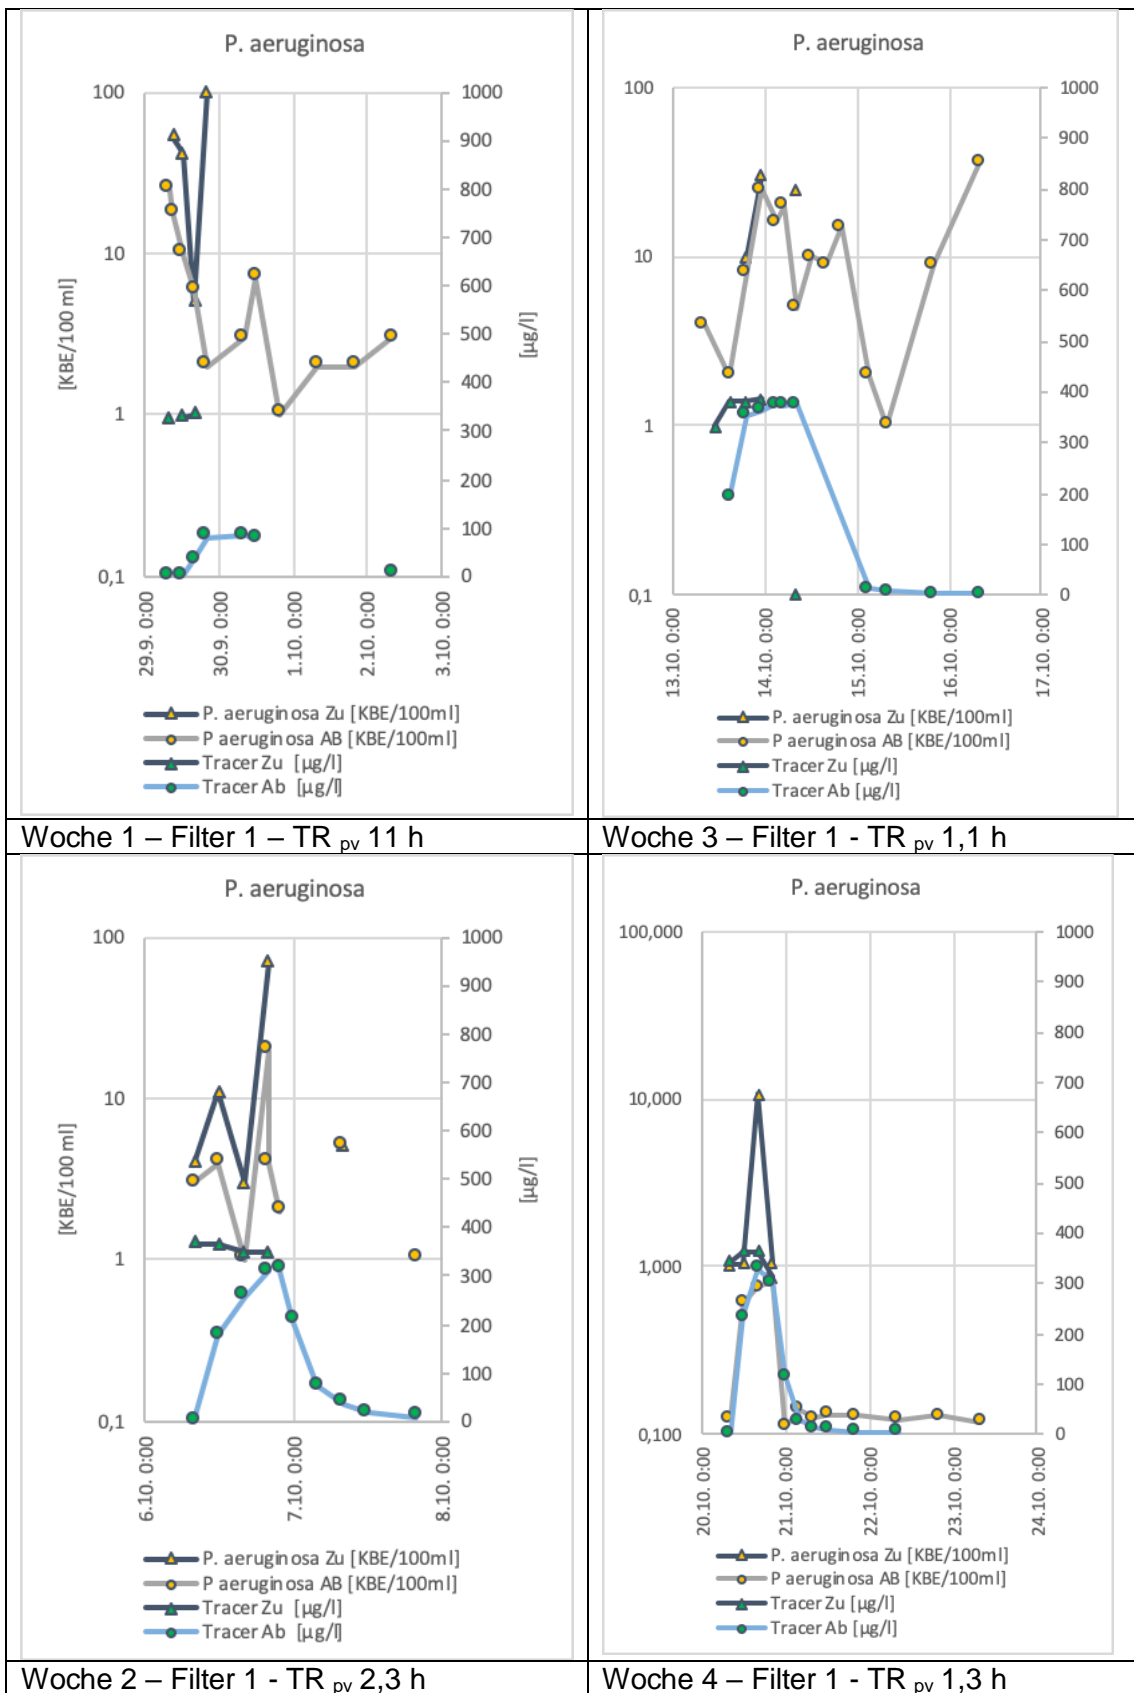 P. aeruginosa
100
10
1
0,1
[KBE/100 ml]
1000
900
800
700
600
500
400
300
200
100
0
[µg/l]
29.9. 0:00
30.9. 0:00
1.10. 0:00
2.10. 0:00
3.10. 0:00
P. aeruginosa Zu [KBE/100ml]
P aeruginosa AB [KBE/100ml]
Tracer Zu [µg/l]
Tracer Ab [µg/l]
Woche 1 – Filter 1 – TR pv 11 h
P. aeruginosa
100
10
1
0,1
1000
900
800
700
600
500
400
300
200
100
0
13.10. 0:00
14.10. 0:00
15.10. 0:00
16.10. 0:00
17.10. 0:00
P. aeruginosa Zu [KBE/100ml]
P aeruginosa AB [KBE/100ml]
Tracer Zu [µg/l]
Tracer Ab [µg/l]
Woche 3 – Filter 1 - TR pv 1,1 h
P. aeruginosa
100
10
1
0,1
[KBE/100 ml]
1000
900
800
700
600
500
400
300
200
100
0
[µg/l]
6.10. 0:00
7.10. 0:00
8.10. 0:00
P. aeruginosa Zu [KBE/100ml]
P aeruginosa AB [KBE/100ml]
Tracer Zu [µg/l]
Tracer Ab [µg/l]
Woche 2 – Filter 1 - TR pv 2,3 h
P. aeruginosa
100,000
10,000
1,000
0,100
1000
900
800
700
600
500
400
300
200
100
0
20.10. 0:00
21.10. 0:00
22.10. 0:00
23.10. 0:00
24.10. 0:00
P. aeruginosa Zu [KBE/100ml]
P aeruginosa AB [KBE/100ml]
Tracer Zu [µg/l]
Tracer Ab [µg/l]
Woche 4 – Filter 1 - TR pv 1,3 h